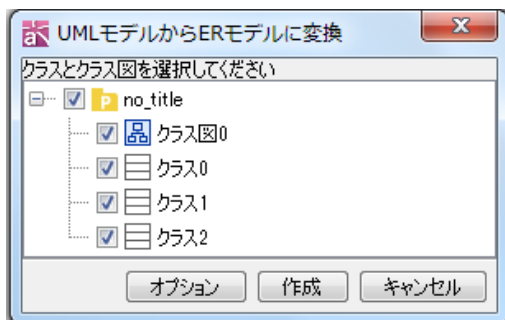 UMLモデルからERモデルに変換
クラスとクラス図を選択してください
no_title
クラス図0
クラス0
クラス1
クラス2
オプション 作成 キャンセル